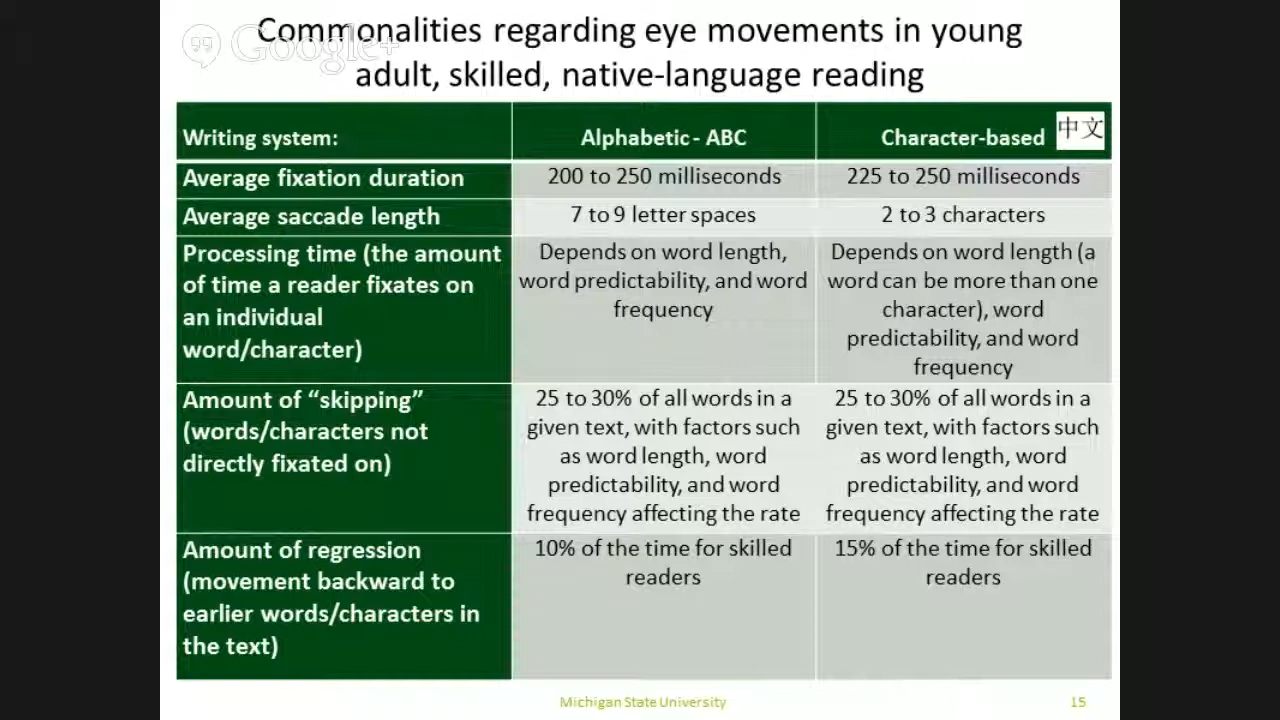 Commonalities regarding eye movements in young
adult, skilled, native-language reading
Google+
Writing system:
Alphabetic - ABC
Character-based 中文
Average fixation duration
200 to 250 milliseconds
225 to 250 milliseconds
Average saccade length
7 to 9 letter spaces
2 to 3 characters
Processing time (the amount
of time a reader fixates on
an individual
word/character)
Depends on word length,
word predictability, and word
frequency
Depends on word length (a
word can be more than one
character), word
predictability, and word
frequency
Amount of “skipping”
(words/characters not
directly fixated on)
25 to 30% of all words in a
given text, with factors such
as word length, word
predictability, and word
frequency affecting the rate
25 to 30% of all words in a
given text, with factors such
as word length, word
predictability, and word
frequency affecting the rate
Amount of regression
(movement backward to
earlier words/characters in
the text)
10% of the time for skilled
readers
15% of the time for skilled
readers
Michigan State University
15